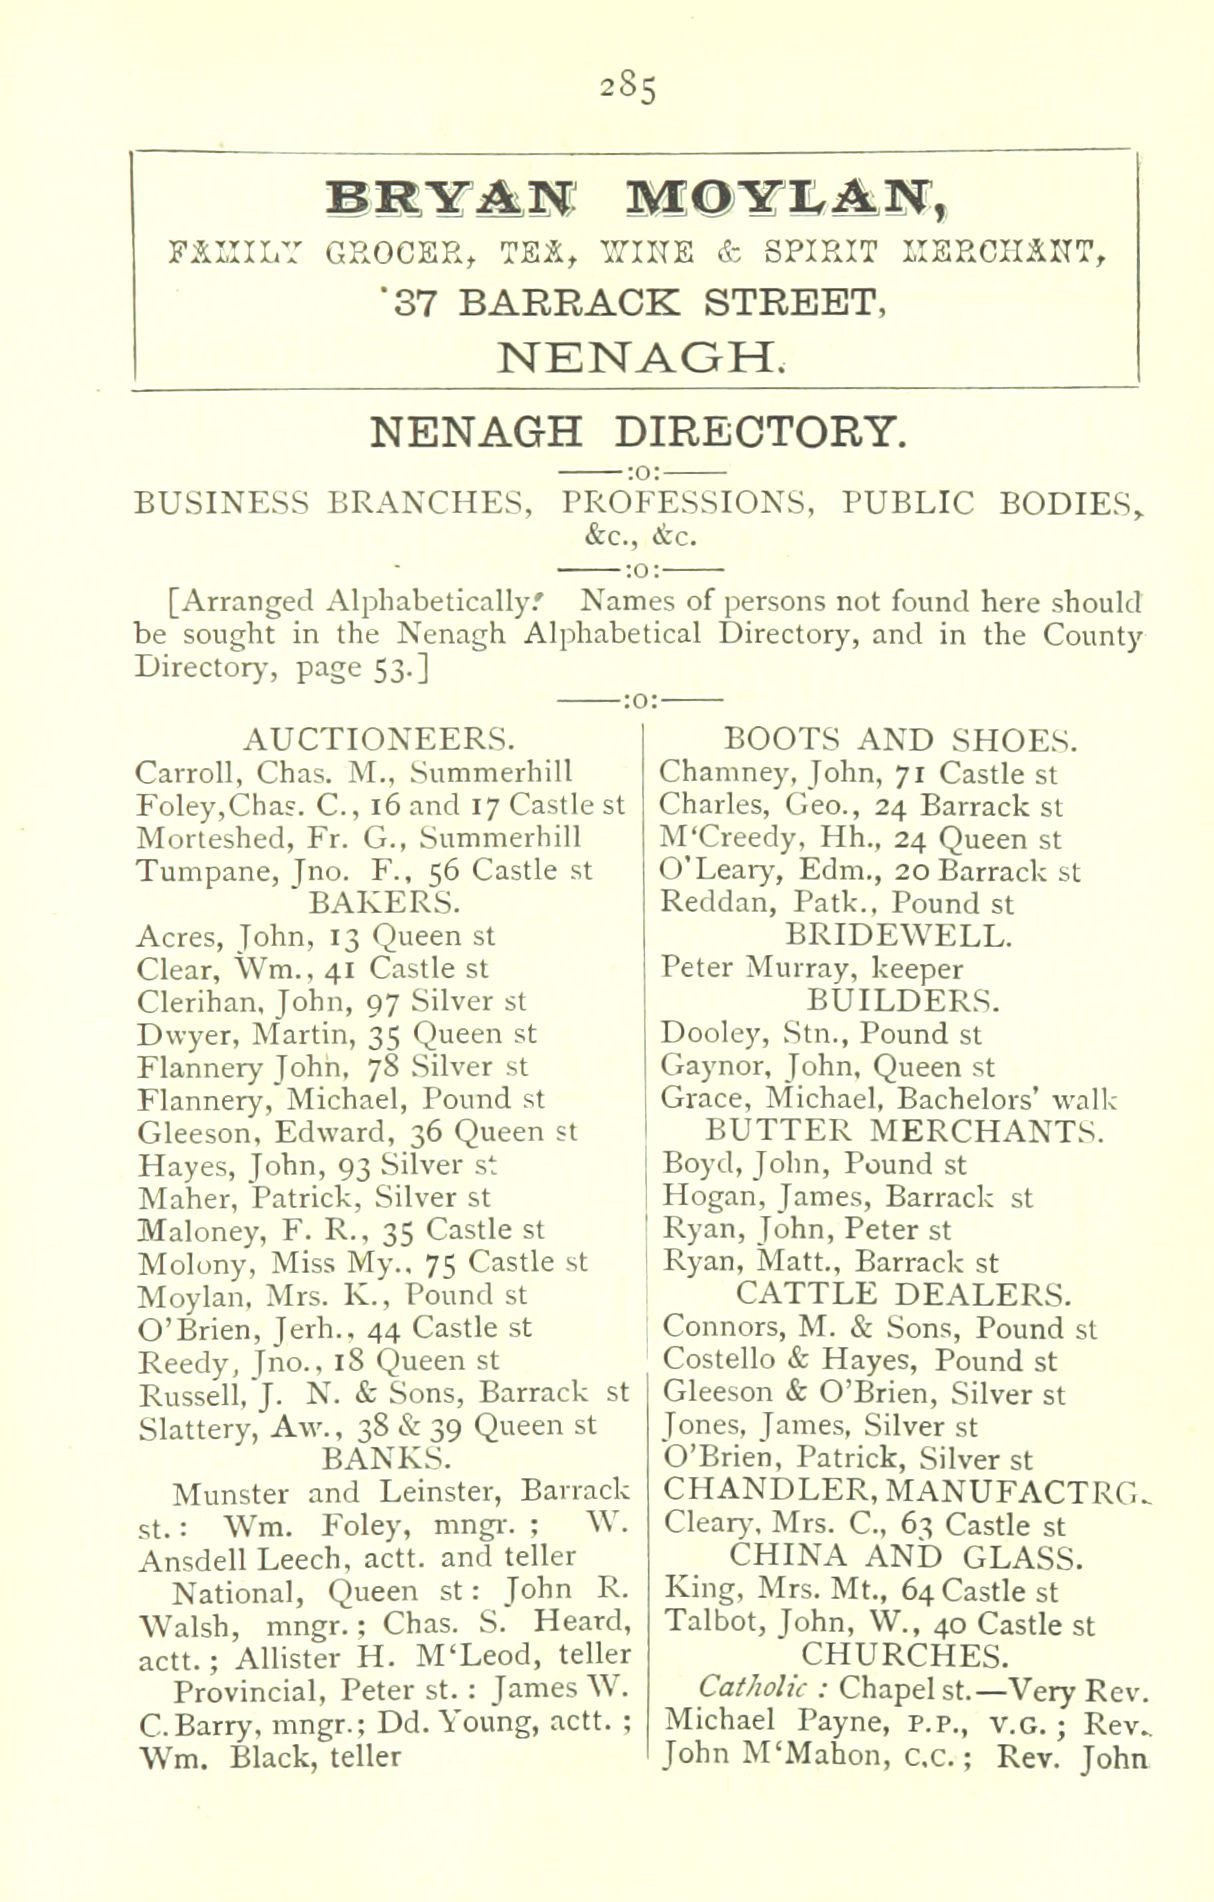 285
BRYAN MOYLAN,
FAMILY GROCER, TEA, WINE & SPIRIT MERCHANT,
37 BARRACK STREET,
NENAGH.
NENAGH DIRECTORY.
——:o:——
BUSINESS BRANCHES, PROFESSIONS, PUBLIC BODIES,
&c., &c.
——:o:——
[Arranged Alphabetically. Names of persons not found here should
be sought in the Nenagh Alphabetical Directory, and in the County
Directory, page 53.]
——:o:——
AUCTIONEERS.
Carroll, Chas. M., Summerhill
Foley, Chas. C., 16 and 17 Castle st
Morteshed, Fr. G., Summerhill
Tumpane, Jno. F., 56 Castle st
BAKERS.
Acres, John, 13 Queen st
Clear, Wm., 41 Castle st
Clerihan, John, 97 Silver st
Dwyer, Martin, 35 Queen st
Flannery John, 78 Silver st
Flannery, Michael, Pound st
Gleeson, Edward, 36 Queen st
Hayes, John, 93 Silver st
Maher, Patrick, Silver st
Maloney, F. R., 35 Castle st
Molony, Miss My., 75 Castle st
Moylan, Mrs. K., Pound st
O'Brien, Jerh., 44 Castle st
Reedy, Jno., 18 Queen st
Russell, J. N. & Sons, Barrack st
Slattery, Aw., 38 & 39 Queen st
BANKS.
Munster and Leinster, Barrack
st. : Wm. Foley, mngr. ; W.
Ansdell Leech, actt. and teller
National, Queen st : John R.
Walsh, mngr. ; Chas. S. Heard,
actt. ; Allister H. M'Leod, teller
Provincial, Peter st. : James W.
C. Barry, mngr.; Dd. Young, actt. ;
Wm. Black, teller
BOOTS AND SHOES.
Chamney, John, 71 Castle st
Charles, Geo., 24 Barrack st
M'Creedy, Hh., 24 Queen st
O'Leary, Edm., 20 Barrack st
Reddan, Patk., Pound st
BRIDEWELL.
Peter Murray, keeper
BUILDERS.
Dooley, Stn., Pound st
Gaynor, John, Queen st
Grace, Michael, Bachelors' walk
BUTTER MERCHANTS.
Boyd, John, Pound st
Hogan, James, Barrack st
Ryan, John, Peter st
Ryan, Matt., Barrack st
CATTLE DEALERS.
Connors, M. & Sons, Pound st
Costello & Hayes, Pound st
Gleeson & O'Brien, Silver st
Jones, James, Silver st
O'Brien, Patrick, Silver st
CHANDLER, MANUFACTRG.
Cleary, Mrs. C., 63 Castle st
CHINA AND GLASS.
King, Mrs. Mt., 64 Castle st
Talbot, John, W., 40 Castle st
CHURCHES.
Catholic : Chapel st.—Very Rev.
Michael Payne, P.P., V.G. ; Rev.
John M'Mahon, C.C. ; Rev. John